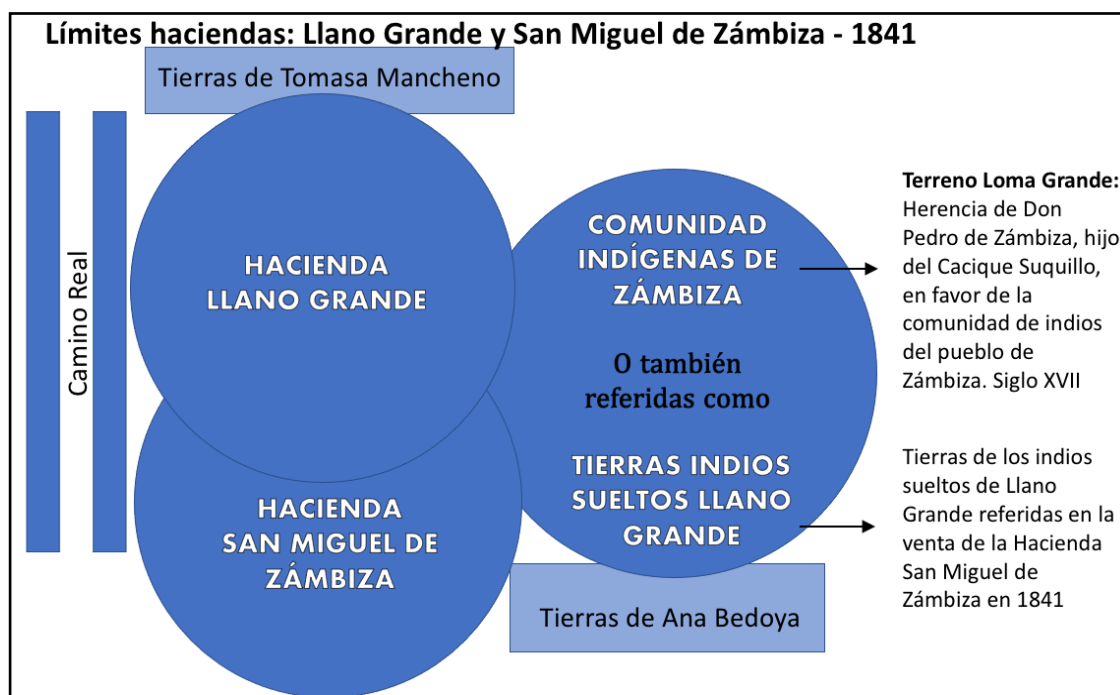 Límites haciendas: Llano Grande y San Miguel de Zámbiza - 1841
Tierras de Tomasa Mancheno
Camino Real
HACIENDA
LLANO GRANDE
HACIENDA
SAN MIGUEL DE
ZÁMBIZA
COMUNIDAD
INDÍGENAS DE
ZÁMBIZA
O también
referidas como
TIERRAS INDIOS
SUELTOS LLANO
GRANDE
Tierras de Ana Bedoya
Terreno Loma Grande:
Herencia de Don
Pedro de Zámbiza, hijo
del Cacique Suquillo,
en favor de la
comunidad de indios
del pueblo de
Zámbiza. Siglo XVII
Tierras de los indios
sueltos de Llano
Grande referidas en la
venta de la Hacienda
San Miguel de
Zámbiza en 1841